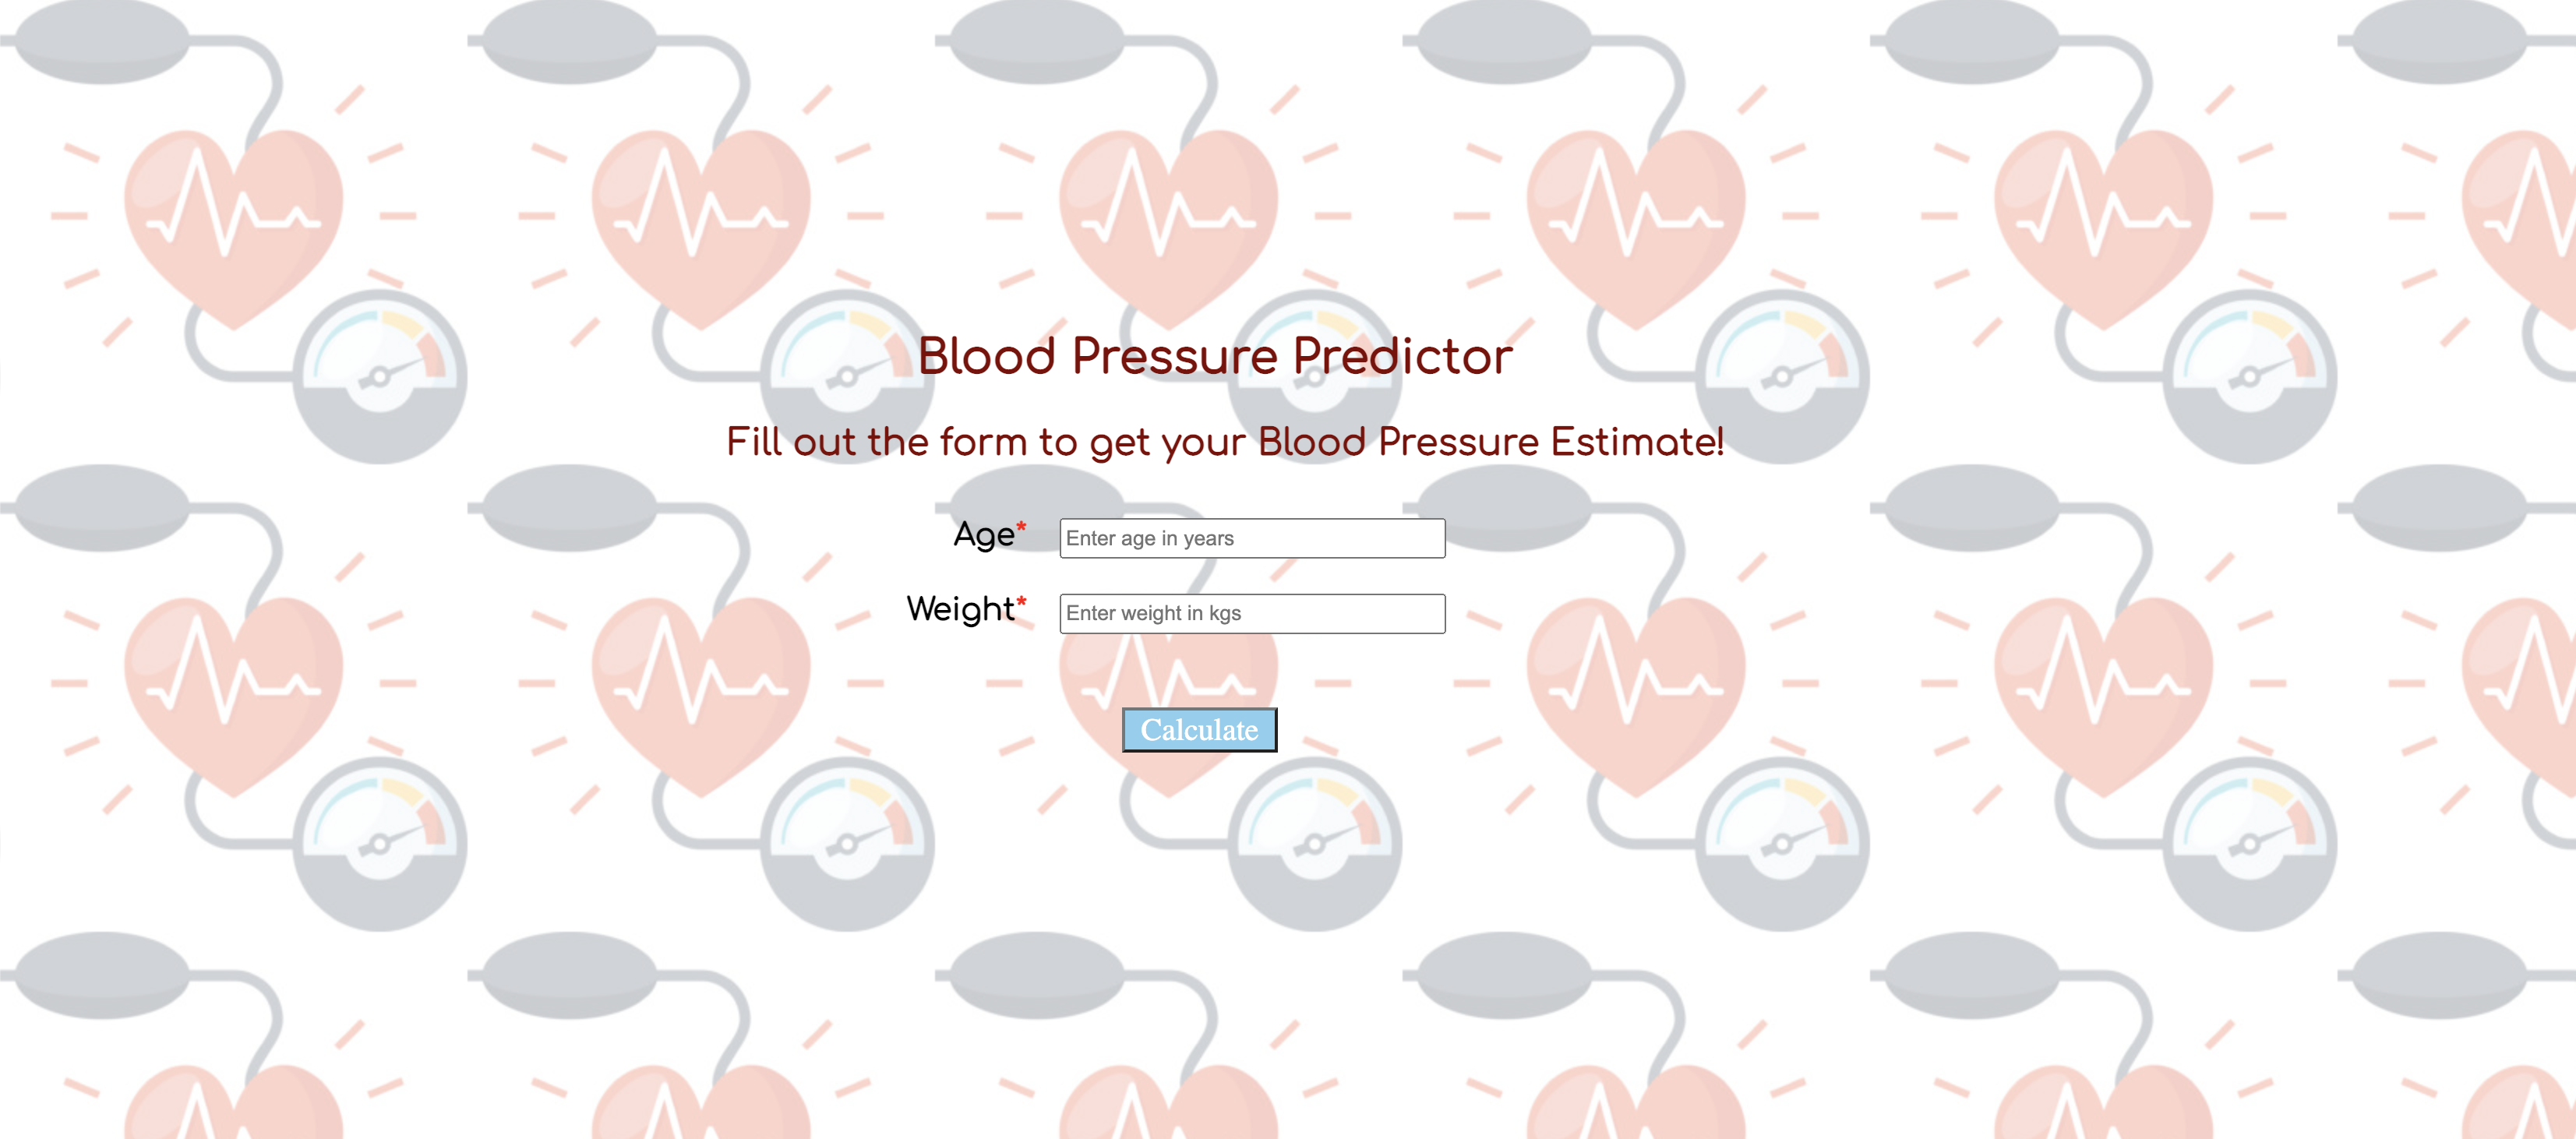 Blood Pressure Predictor
Fill out the form to get your Blood Pressure Estimate!
Age* Enter age in years
Weight* Enter weight in kgs
Calculate